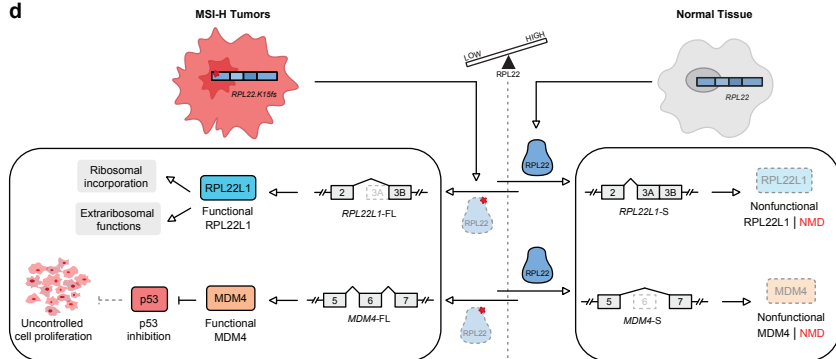 d
MSI-H Tumors
Normal Tissue
LOW
HIGH
RPL22
RPL22.K15fs
RPL22
RPL22
Ribosomal
incorporation
Extraribosomal
functions
RPL22L1
Functional
RPL22L1
2
3A
3B
RPL22L1-FL
RPL22
2
3A
3B
RPL22L1-S
RPL22L1
Nonfunctional
RPL22L1 | NMD
RPL22
Uncontrolled
cell proliferation
p53
p53
inhibition
MDM4
Functional
MDM4
5
6
7
MDM4-FL
RPL22
5
6
7
MDM4-S
MDM4
Nonfunctional
MDM4 | NMD